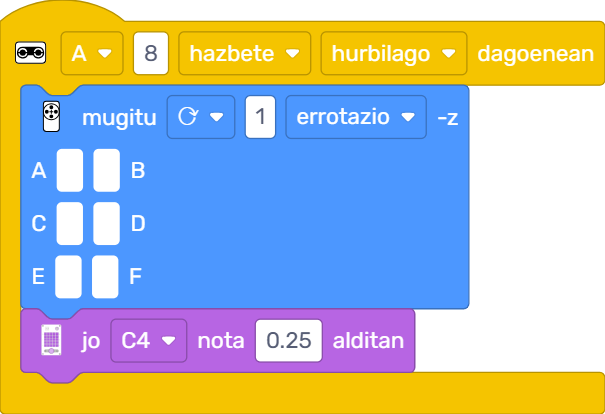 A 8 hazbete hurbilago dagoenean
mugitu 1 errotazio -z
A B
C D
E F
jo C4 nota 0.25 alditan